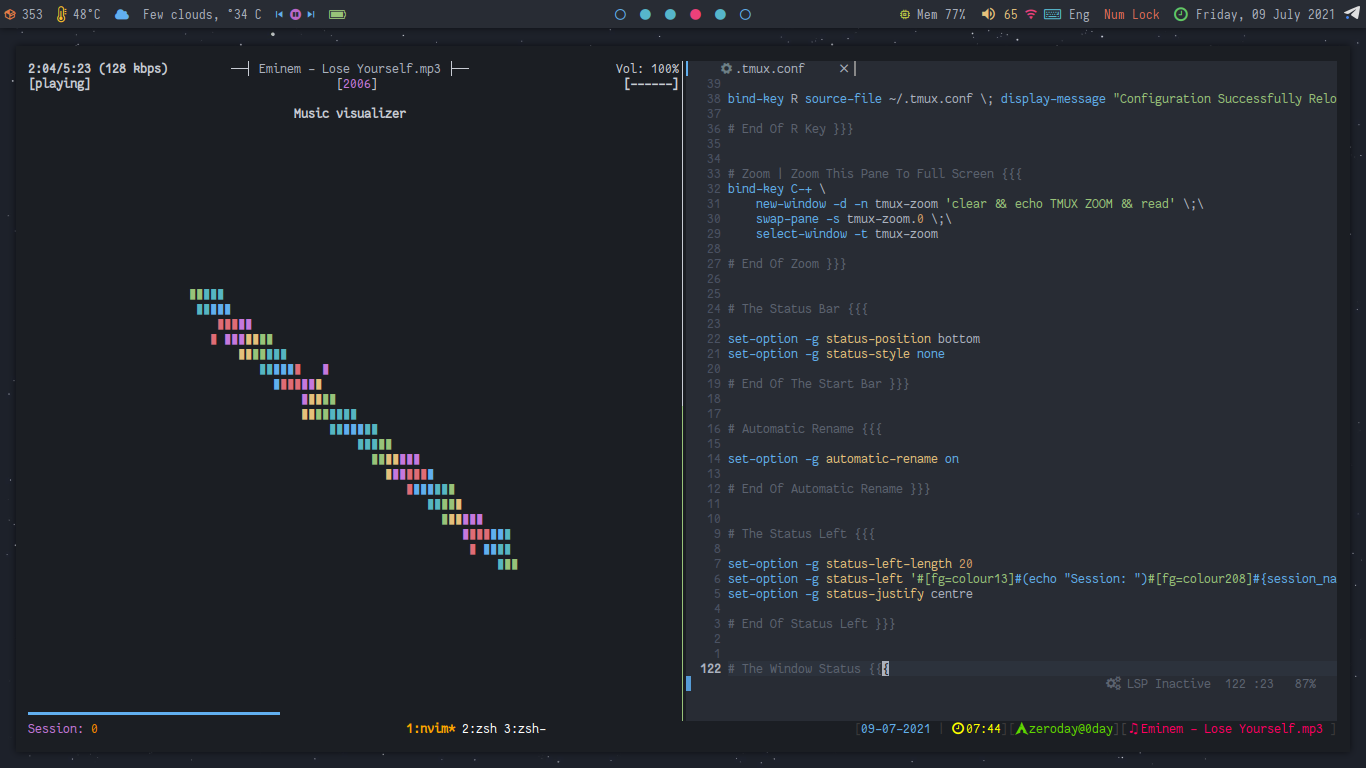 353 48°C Few clouds, °34 C Mem 77% 65 Eng Num Lock Friday, 09 July 2021
2:04/5:23 (128 kbps) ──┤ Eminem - Lose Yourself.mp3 ├── Vol: 100%
[playing] [2006] [------]
Music visualizer
.tmux.conf ×
39
38 bind-key R source-file ~/.tmux.conf \; display-message "Configuration Successfully Relo
37
36 # End Of R Key }}}
35
34
33 # Zoom | Zoom This Pane To Full Screen {{{
32 bind-key C-+ \
31 new-window -d -n tmux-zoom 'clear && echo TMUX ZOOM && read' \;\
30 swap-pane -s tmux-zoom.0 \;\
29 select-window -t tmux-zoom
28
27 # End Of Zoom }}}
26
25
24 # The Status Bar {{{
23
22 set-option -g status-position bottom
21 set-option -g status-style none
20
19 # End Of The Start Bar }}}
18
17
16 # Automatic Rename {{{
15
14 set-option -g automatic-rename on
13
12 # End Of Automatic Rename }}}
11
10
9 # The Status Left {{{
8
7 set-option -g status-left-length 20
6 set-option -g status-left '#[fg=colour13]#(echo "Session: ")#[fg=colour208]#{session_na
5 set-option -g status-justify centre
4
3 # End Of Status Left }}}
2
1
122 # The Window Status {{{
LSP Inactive 122 :23 87%
Session: 0 1:nvim* 2:zsh 3:zsh- [09-07-2021 | 07:44][zeroday@0day][♫Eminem - Lose Yourself.mp3 ]